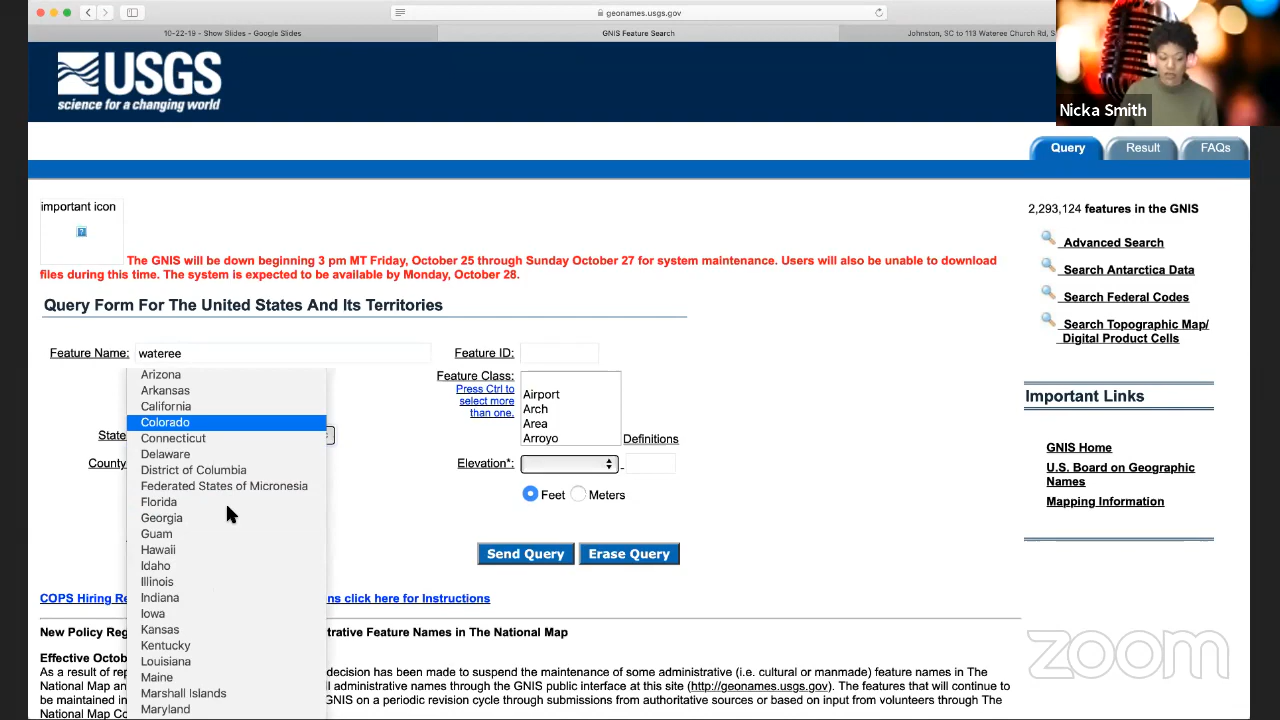 geonames.usgs.gov
10-22-19 - Show Slides - Google Slides
GNIS Feature Search
Johnston, SC to 113 Wateree Church Rd, S
USGS
science for a changing world
Nicka Smith
Query
Result
FAQs
important icon
The GNIS will be down beginning 3 pm MT Friday, October 25 through Sunday October 27 for system maintenance. Users will also be unable to download
files during this time. The system is expected to be available by Monday, October 28.
2,293,124 features in the GNIS
Advanced Search
Search Antarctica Data
Search Federal Codes
Search Topographic Map/
Digital Product Cells
Query Form For The United States And Its Territories
Feature Name:
wateree
Feature ID:
Arizona
Arkansas
California
Colorado
Connecticut
Delaware
District of Columbia
Federated States of Micronesia
Florida
Georgia
Guam
Hawaii
Idaho
Illinois
Indiana
Iowa
Kansas
Kentucky
Louisiana
Maine
Marshall Islands
Maryland
State
County
Feature Class:
Press Ctrl to
select more
than one.
Airport
Arch
Area
Arroyo
Definitions
Elevation*:
-
Feet
Meters
Send Query
Erase Query
Important Links
GNIS Home
U.S. Board on Geographic
Names
Mapping Information
COPS Hiring Re
ns click here for Instructions
New Policy Reg
trative Feature Names in The National Map
Effective Octob
As a result of rep
decision has been made to suspend the maintenance of some administrative (i.e. cultural or manmade) feature names in The
National Map an
ll administrative names through the GNIS public interface at this site (http://geonames.usgs.gov). The features that will continue to
be maintained in
GNIS on a periodic revision cycle through submissions from authoritative sources or based on input from volunteers through The
National Map Co
zoom